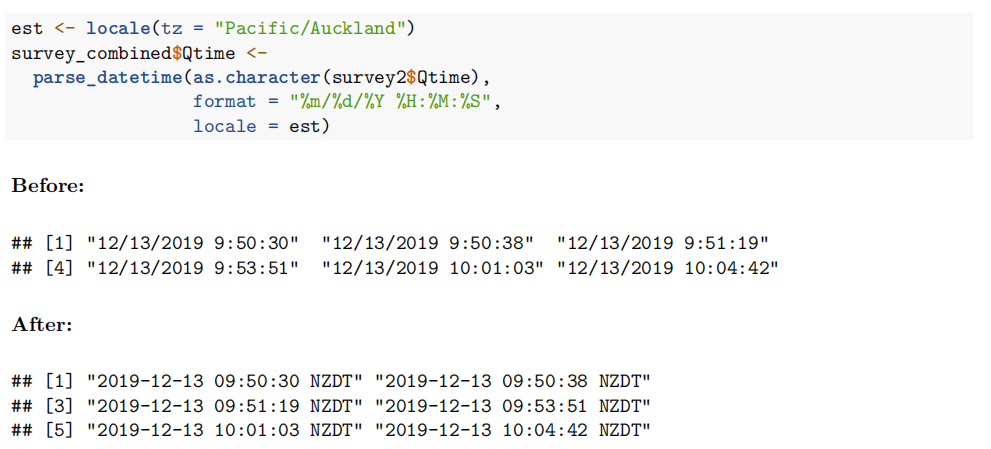 est <- locale(tz = "Pacific/Auckland")
survey_combined$Qtime <-
parse_datetime(as.character(survey2$Qtime),
format = "%m/%d/%Y %H:%M:%S",
locale = est)
Before:
## [1] "12/13/2019 9:50:30" "12/13/2019 9:50:38" "12/13/2019 9:51:19"
## [4] "12/13/2019 9:53:51" "12/13/2019 10:01:03" "12/13/2019 10:04:42"
After:
## [1] "2019-12-13 09:50:30 NZDT" "2019-12-13 09:50:38 NZDT"
## [3] "2019-12-13 09:51:19 NZDT" "2019-12-13 09:53:51 NZDT"
## [5] "2019-12-13 10:01:03 NZDT" "2019-12-13 10:04:42 NZDT"